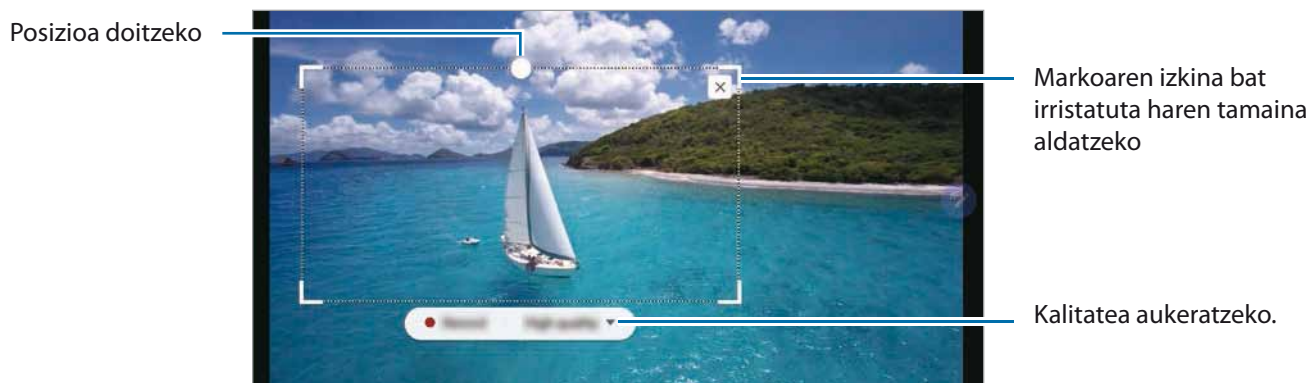 Posizioa doitzeko
Markoaren izkina bat
irristatuta haren tamaina
aldatzeko
Kalitatea aukeratzeko.